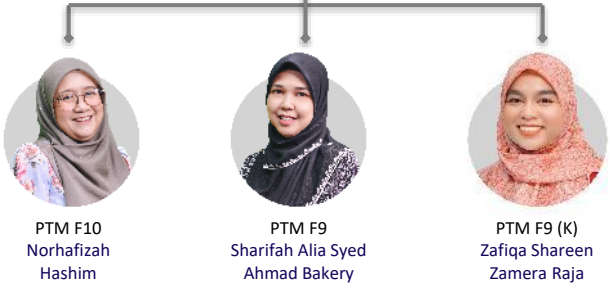 PTM F10
Norhafizah
Hashim
PTM F9
Sharifah Alia Syed
Ahmad Bakery
PTM F9 (K)
Zafiqa Shareen
Zamera Raja